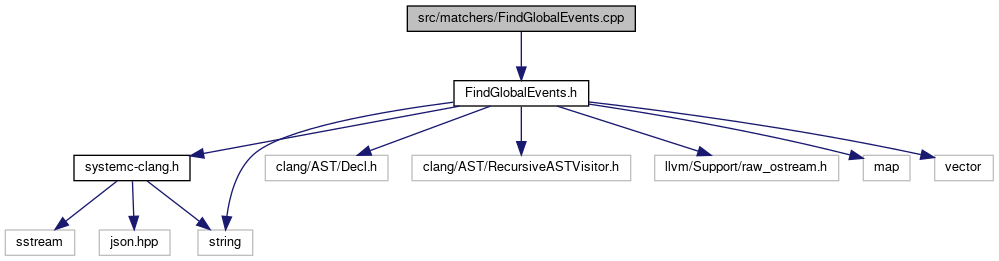 src/matchers/FindGlobalEvents.cpp
FindGlobalEvents.h
systemc-clang.h
clang/AST/Decl.h
clang/AST/RecursiveASTVisitor.h
llvm/Support/raw_ostream.h
map
vector
sstream
json.hpp
string